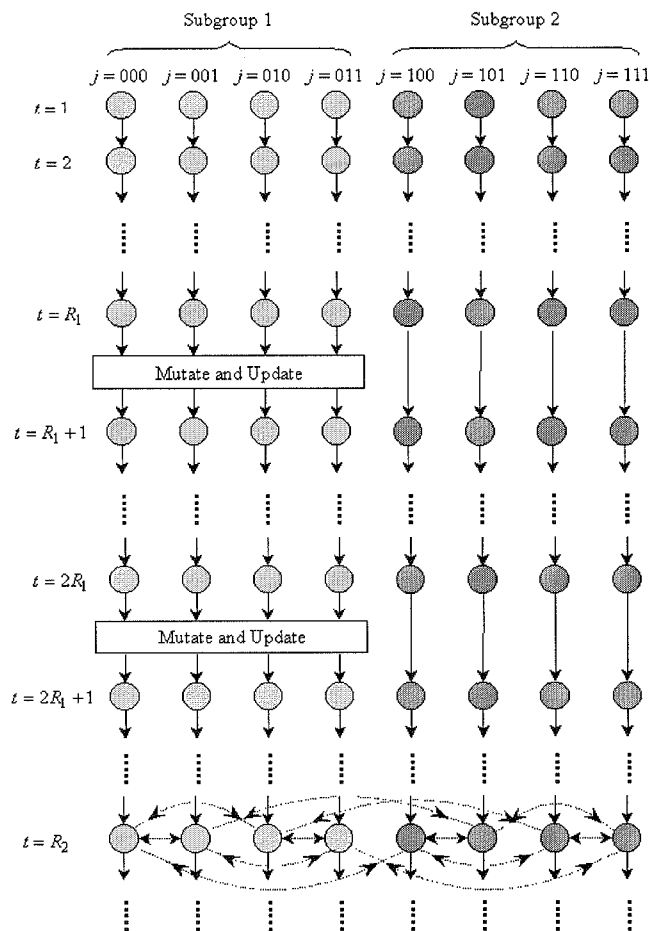 Subgroup 1 Subgroup 2
j = 000 j = 001 j = 010 j = 011 j = 100 j = 101 j = 110 j = 111
t = 1
t = 2
t = R₁
Mutate and Update
t = R₁ + 1
t = 2R₁
Mutate and Update
t = 2R₁ + 1
t = R₂